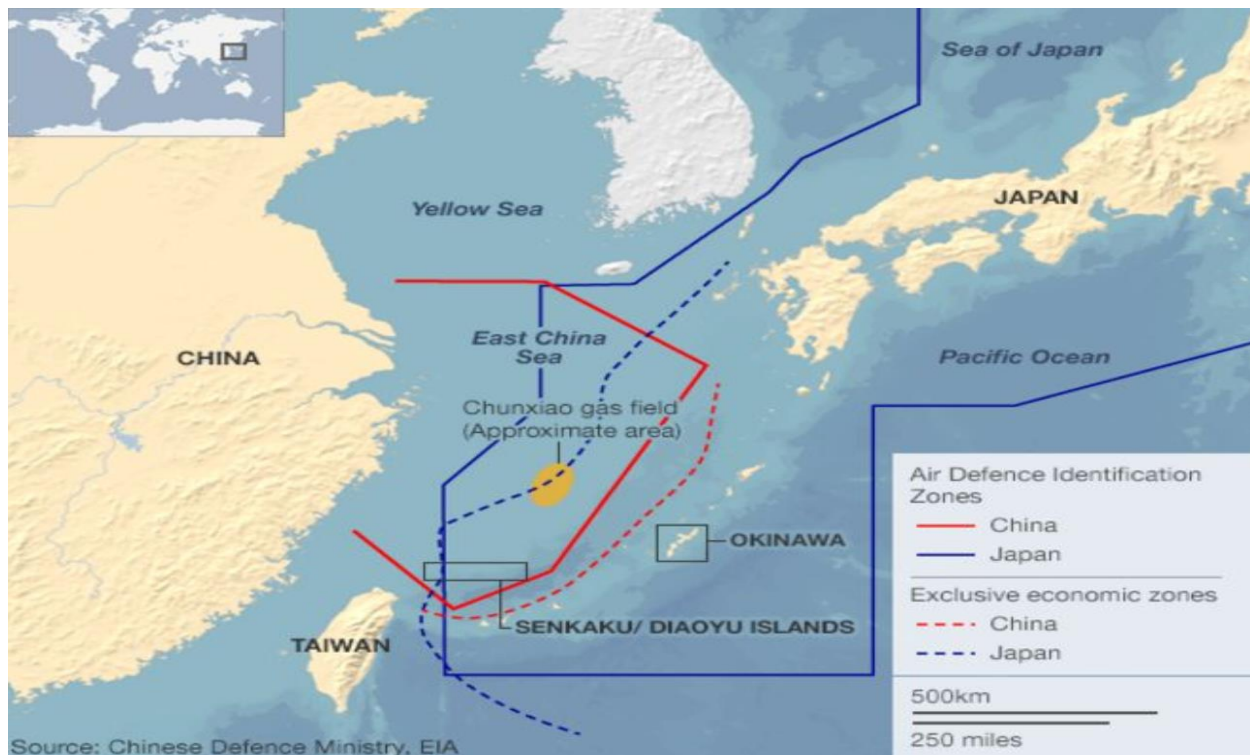 Sea of Japan
Yellow Sea
JAPAN
East China
Sea
CHINA
Pacific Ocean
Chunxiao gas field
(Approximate area)
OKINAWA
SENKAKU/ DIAOYU ISLANDS
TAIWAN
Air Defence Identification
Zones
China
Japan
Exclusive economic zones
China
Japan
500km
250 miles
Source: Chinese Defence Ministry, EIA